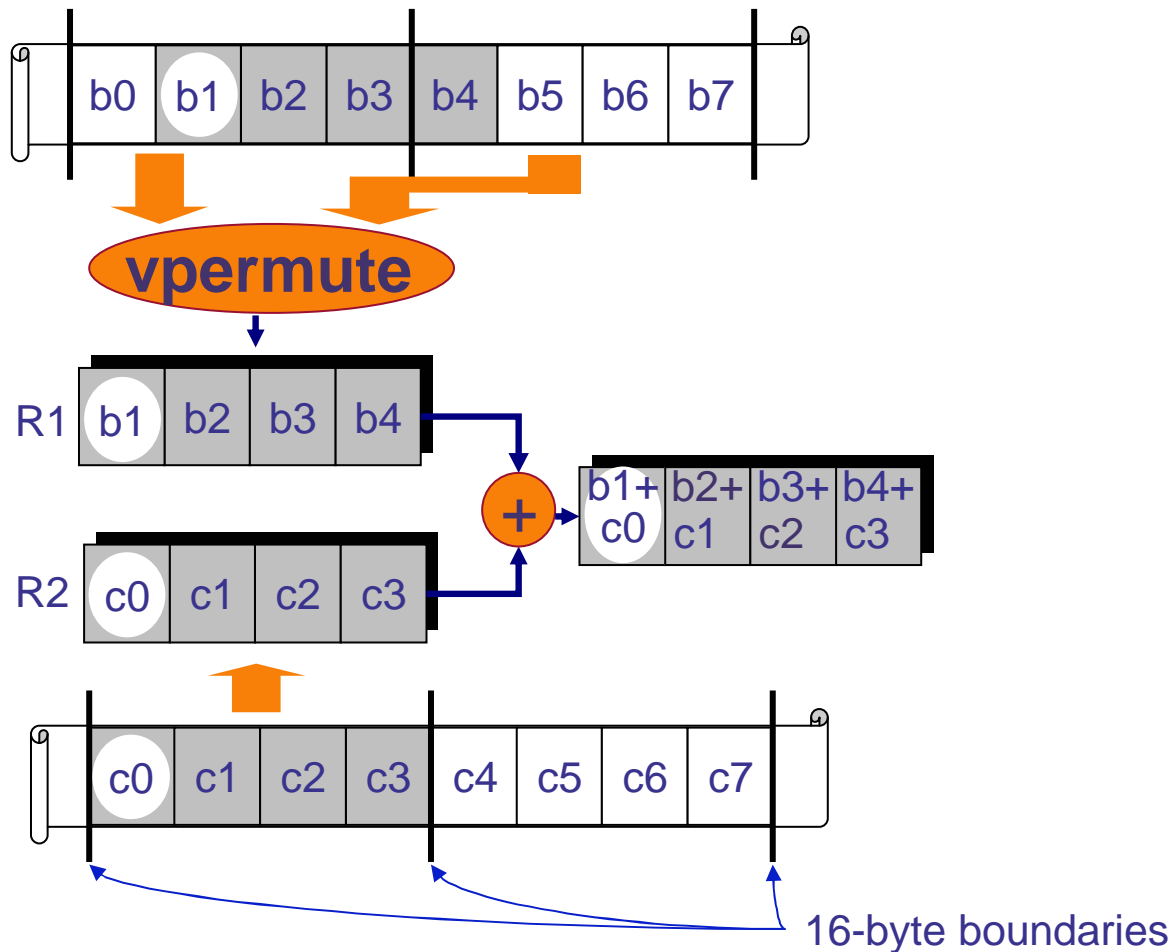 b0 b1 b2 b3 b4 b5 b6 b7
vpermute
R1 b1 b2 b3 b4
+
b1+ b2+ b3+ b4+
c0 c1 c2 c3
R2 c0 c1 c2 c3
c0 c1 c2 c3 c4 c5 c6 c7
16-byte boundaries